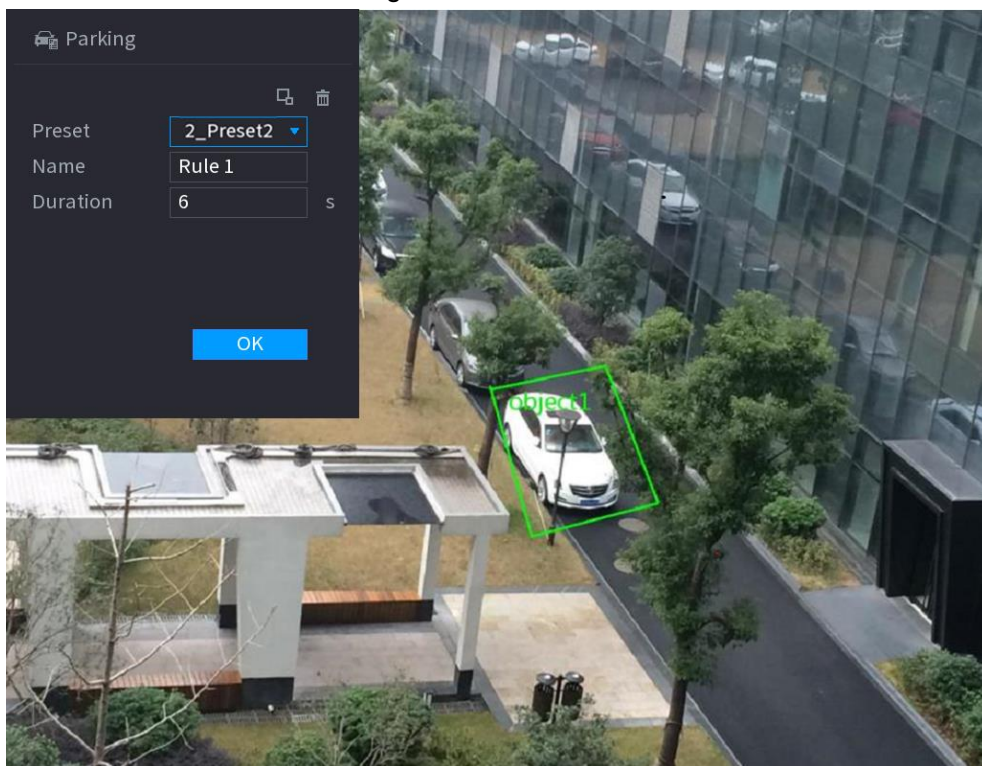 Parking
Preset 2_Preset2
Name Rule 1
Duration 6 s
OK
object1